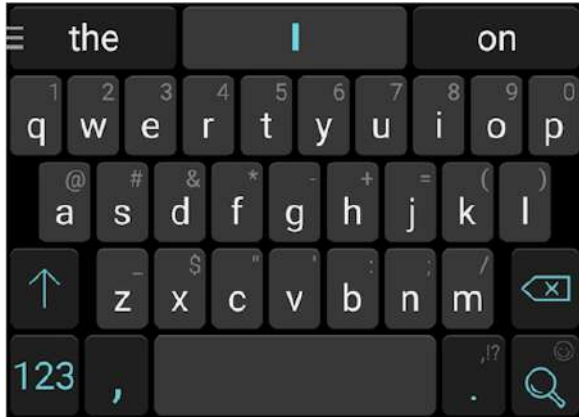 the I on
1 2 3 4 5 6 7 8 9 0
q w e r t y u i o p
@ # & * - + = ( )
a s d f g h j k l
_ $ " ' : ; /
z x c v b n m
,!?
123 , .